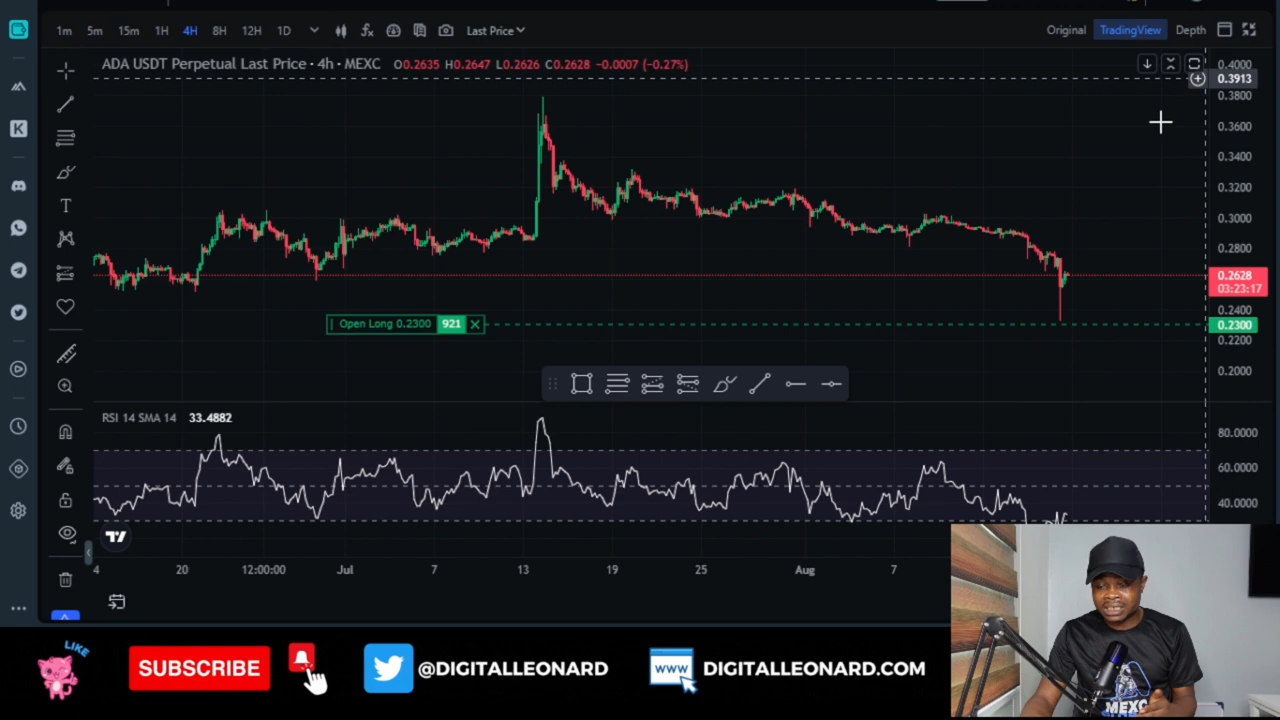 1m 5m 15m 1H 4H 8H 12H 1D Last Price Original TradingView Depth
ADA USDT Perpetual Last Price · 4h · MEXC O0.2635 H0.2647 L0.2626 C0.2628 -0.0007 (-0.27%)
0.4000
0.3913
0.3800
0.3600
0.3400
0.3200
0.3000
0.2800
0.2628
03:23:17
0.2400
Open Long 0.2300 921
0.2300
0.2200
0.2000
RSI 14 SMA 14 33.4882
80.0000
60.0000
40.0000
4 20 12:00:00 Jul 7 13 19 25 Aug 7
LIKE
SUBSCRIBE
@DIGITALLEONARD
WWW
DIGITALLEONARD.COM
MEXC